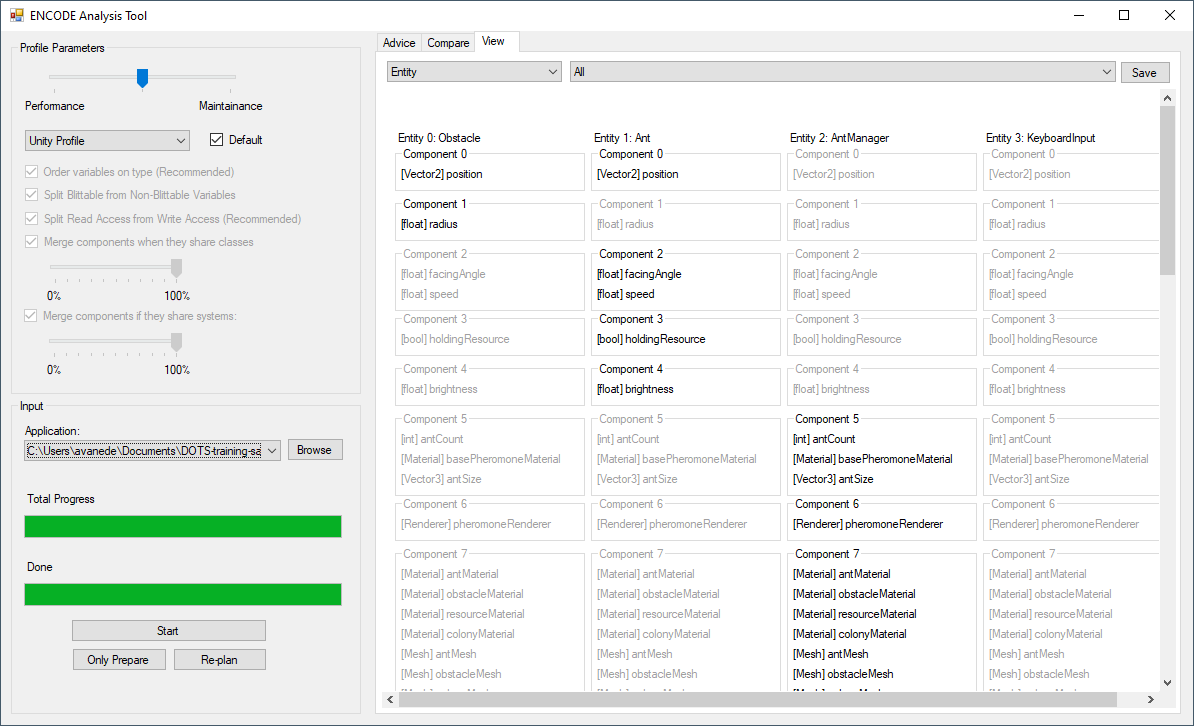 ENCODE Analysis Tool
Profile Parameters
Performance Maintainance
Unity Profile Default
Order variables on type (Recommended)
Split Blittable from Non-Blittable Variables
Split Read Access from Write Access (Recommended)
Merge components when they share classes
0% 100%
Merge components if they share systems:
0% 100%
Input
Application:
C:\Users\avanede\Documents\DOTS-training-sa Browse
Total Progress
Done
Start
Only Prepare Re-plan
Advice Compare View
Entity All Save
Entity 0: Obstacle
Component 0
[Vector2] position
Component 1
[float] radius
Component 2
[float] facingAngle
[float] speed
Component 3
[bool] holdingResource
Component 4
[float] brightness
Component 5
[int] antCount
[Material] basePheromoneMaterial
[Vector3] antSize
Component 6
[Renderer] pheromoneRenderer
Component 7
[Material] antMaterial
[Material] obstacleMaterial
[Material] resourceMaterial
[Material] colonyMaterial
[Mesh] antMesh
[Mesh] obstacleMesh
Entity 1: Ant
Component 0
[Vector2] position
Component 1
[float] radius
Component 2
[float] facingAngle
[float] speed
Component 3
[bool] holdingResource
Component 4
[float] brightness
Component 5
[int] antCount
[Material] basePheromoneMaterial
[Vector3] antSize
Component 6
[Renderer] pheromoneRenderer
Component 7
[Material] antMaterial
[Material] obstacleMaterial
[Material] resourceMaterial
[Material] colonyMaterial
[Mesh] antMesh
[Mesh] obstacleMesh
Entity 2: AntManager
Component 0
[Vector2] position
Component 1
[float] radius
Component 2
[float] facingAngle
[float] speed
Component 3
[bool] holdingResource
Component 4
[float] brightness
Component 5
[int] antCount
[Material] basePheromoneMaterial
[Vector3] antSize
Component 6
[Renderer] pheromoneRenderer
Component 7
[Material] antMaterial
[Material] obstacleMaterial
[Material] resourceMaterial
[Material] colonyMaterial
[Mesh] antMesh
[Mesh] obstacleMesh
Entity 3: KeyboardInput
Component 0
[Vector2] position
Component 1
[float] radius
Component 2
[float] facingAngle
[float] speed
Component 3
[bool] holdingResource
Component 4
[float] brightness
Component 5
[int] antCount
[Material] basePheromoneMaterial
[Vector3] antSize
Component 6
[Renderer] pheromoneRenderer
Component 7
[Material] antMaterial
[Material] obstacleMaterial
[Material] resourceMaterial
[Material] colonyMaterial
[Mesh] antMesh
[Mesh] obstacleMesh